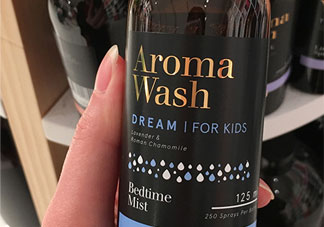 Aroma
Wash
DREAM | FOR KIDS
Lavender &
Roman Chamomile
Bedtime
Mist
125
250 Sprays Per